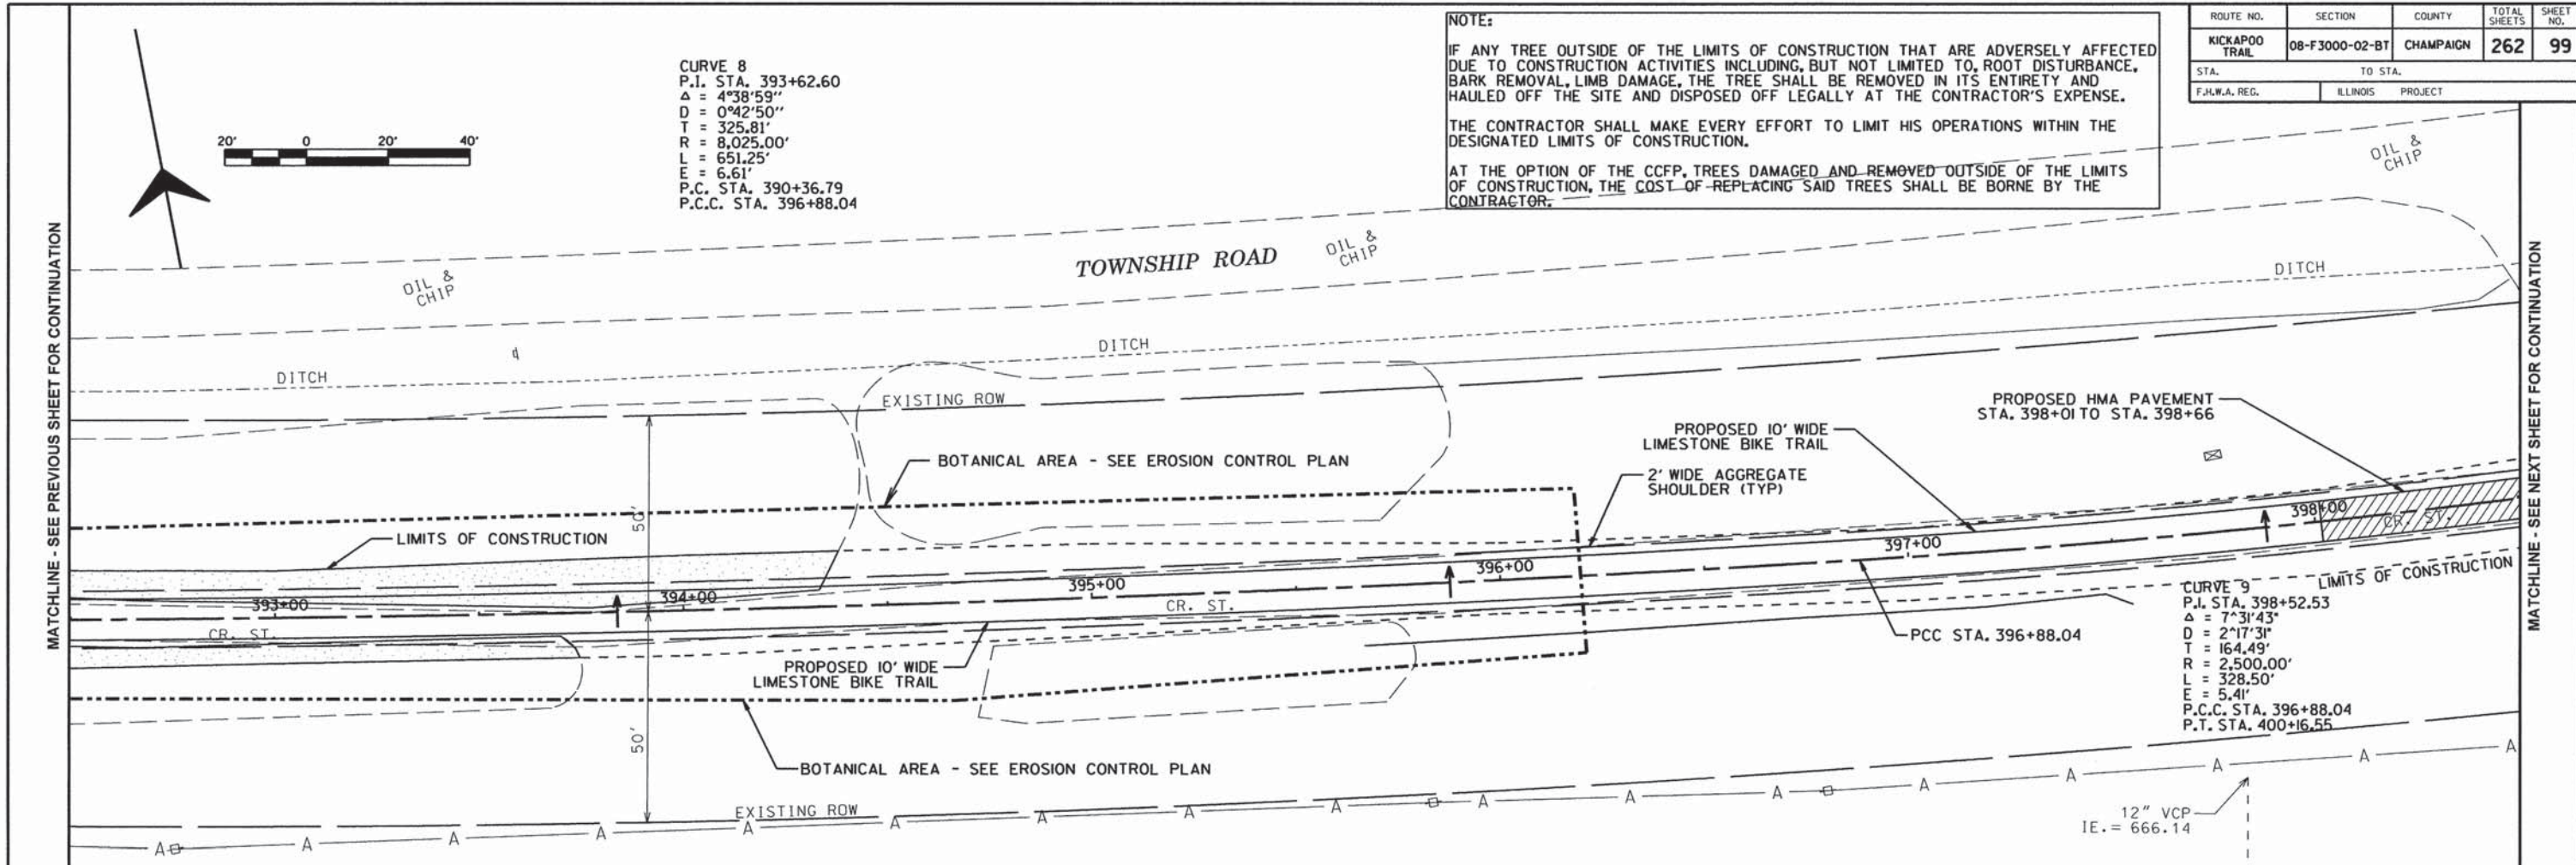 NOTE:
IF ANY TREE OUTSIDE OF THE LIMITS OF CONSTRUCTION THAT ARE ADVERSELY AFFECTED
DUE TO CONSTRUCTION ACTIVITIES INCLUDING, BUT NOT LIMITED TO, ROOT DISTURBANCE,
BARK REMOVAL, LIMB DAMAGE, THE TREE SHALL BE REMOVED IN ITS ENTIRETY AND
HAULED OFF THE SITE AND DISPOSED OFF LEGALLY AT THE CONTRACTOR'S EXPENSE.
THE CONTRACTOR SHALL MAKE EVERY EFFORT TO LIMIT HIS OPERATIONS WITHIN THE
DESIGNATED LIMITS OF CONSTRUCTION.
AT THE OPTION OF THE CCFP, TREES DAMAGED AND REMOVED OUTSIDE OF THE LIMITS
OF CONSTRUCTION, THE COST OF REPLACING SAID TREES SHALL BE BORNE BY THE
CONTRACTOR.
ROUTE NO. SECTION COUNTY TOTAL SHEETS SHEET NO.
KICKAPOO TRAIL 08-F3000-02-BT CHAMPAIGN 262 99
STA. TO STA.
F.H.W.A. REG. ILLINOIS PROJECT
CURVE 8
P.I. STA. 393+62.60
Δ = 4°38'59"
D = 0°42'50"
T = 325.81'
R = 8,025.00'
L = 651.25'
E = 6.61'
P.C. STA. 390+36.79
P.C.C. STA. 396+88.04
20' 0 20' 40'
MATCHLINE - SEE PREVIOUS SHEET FOR CONTINUATION
OIL &
CHIP
TOWNSHIP ROAD
OIL &
CHIP
OIL &
CHIP
DITCH
DITCH
DITCH
EXISTING ROW
BOTANICAL AREA - SEE EROSION CONTROL PLAN
PROPOSED 10' WIDE
LIMESTONE BIKE TRAIL
2' WIDE AGGREGATE
SHOULDER (TYP)
PROPOSED HMA PAVEMENT
STA. 398+01 TO STA. 398+66
50'
LIMITS OF CONSTRUCTION
393+00
394+00
395+00
396+00
397+00
398+00
CR. ST.
CR. ST.
CR. ST.
PROPOSED 10' WIDE
LIMESTONE BIKE TRAIL
PCC STA. 396+88.04
LIMITS OF CONSTRUCTION
CURVE 9
P.I. STA. 398+52.53
Δ = 7°31'43"
D = 2°17'31"
T = 164.49'
R = 2,500.00'
L = 328.50'
E = 5.41'
P.C.C. STA. 396+88.04
P.T. STA. 400+16.55
50'
BOTANICAL AREA - SEE EROSION CONTROL PLAN
EXISTING ROW
A A A A A A A A A A A A A A A A A
12" VCP
IE.= 666.14
MATCHLINE - SEE NEXT SHEET FOR CONTINUATION